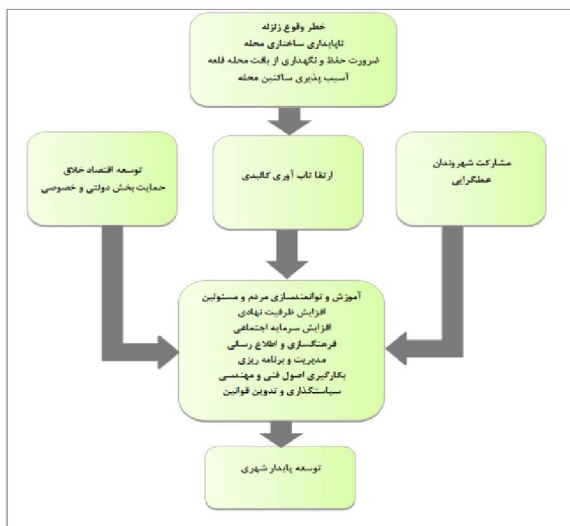 خطر وقوع زلزله
ناپایداری ساختاری محله
ضرورت حفظ و نگهداری از بافت محله قلعه
آسیب پذیری ساکنین محله
مشارکت شهروندان
عملگرایی
ارتقا تاب آوری کالبدی
توسعه اقتصاد خلاق
حمایت بخش دولتی و خصوصی
آموزش و توانمندسازی مردم و مسئولین
افزایش ظرفیت نهادی
افزایش سرمایه اجتماعی
فرهنگسازی و اطلاع رسانی
مدیریت و برنامه ریزی
بکارگیری اصول فنی و مهندسی
سیاستگذاری و تدوین قوانین
توسعه پایدار شهری